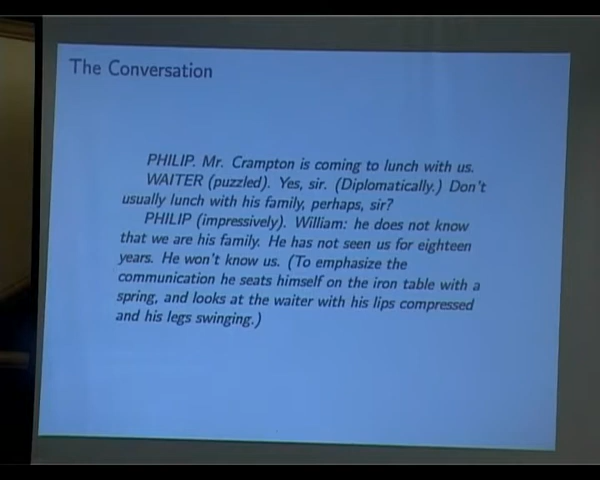 The Conversation
PHILIP. Mr. Crampton is coming to lunch with us.
WAITER (puzzled). Yes, sir. (Diplomatically.) Don't
usually lunch with his family, perhaps, sir?
PHILIP (impressively). William: he does not know
that we are his family. He has not seen us for eighteen
years. He won't know us. (To emphasize the
communication he seats himself on the iron table with a
spring, and looks at the waiter with his lips compressed
and his legs swinging.)